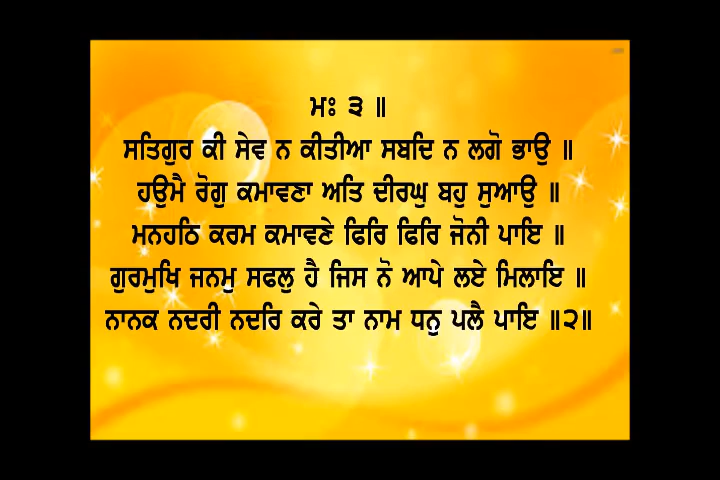 ਮਃ ੩ ॥
ਸਤਿਗੁਰ ਕੀ ਸੇਵ ਨ ਕੀਤੀਆ ਸਬਦਿ ਨ ਲਗੋ ਭਾਉ ॥
ਹਉਮੈ ਰੋਗੁ ਕਮਾਵਣਾ ਅਤਿ ਦੀਰਘੁ ਬਹੁ ਸੁਆਉ ॥
ਮਨਹਠਿ ਕਰਮ ਕਮਾਵਣੇ ਫਿਰਿ ਫਿਰਿ ਜੋਨੀ ਪਾਇ ॥
ਗੁਰਮੁਖਿ ਜਨਮੁ ਸਫਲੁ ਹੈ ਜਿਸ ਨੋ ਆਪੇ ਲਏ ਮਿਲਾਇ ॥
ਨਾਨਕ ਨਦਰੀ ਨਦਰਿ ਕਰੇ ਤਾ ਨਾਮ ਧਨੁ ਪਲੈ ਪਾਇ ॥੨॥